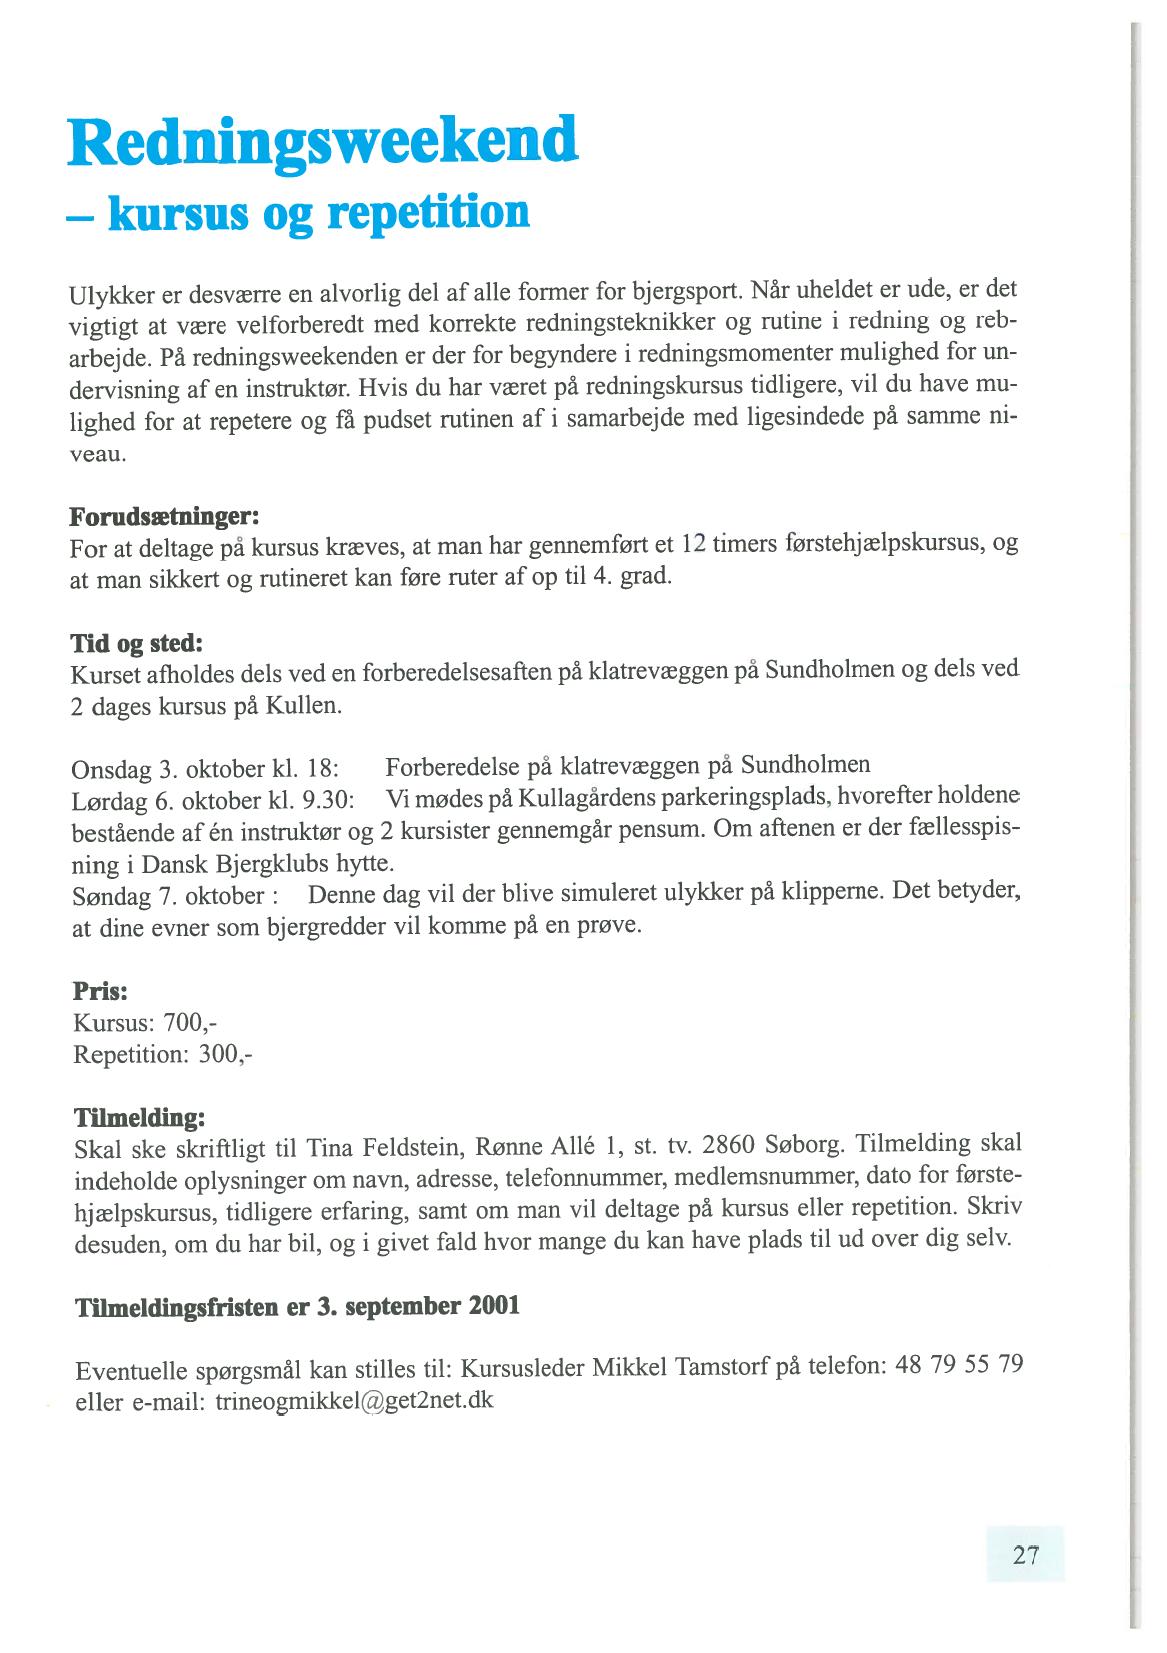 Redningsweekend
– kursus og repetition
Ulykker er desværre en alvorlig del af alle former for bjergsport. Når uheldet er ude, er det
vigtigt at være velforberedt med korrekte redningsteknikker og rutine i redning og reb-
arbejde. På redningsweekenden er der for begyndere i redningsmomenter mulighed for un-
dervisning af en instruktør. Hvis du har været på redningskursus tidligere, vil du have mu-
lighed for at repetere og få pudset rutinen af i samarbejde med ligesindede på samme ni-
veau.
Forudsætninger:
For at deltage på kursus kræves, at man har gennemført et 12 timers førstehjælpskursus, og
at man sikkert og rutineret kan føre ruter af op til 4. grad.
Tid og sted:
Kurset afholdes dels ved en forberedelsesaften på klatrevæggen på Sundholmen og dels ved
2 dages kursus på Kullen.
Onsdag 3. oktober kl. 18: Forberedelse på klatrevæggen på Sundholmen
Lørdag 6. oktober kl. 9.30: Vi mødes på Kullagårdens parkeringsplads, hvorefter holdene
bestående af én instruktør og 2 kursister gennemgår pensum. Om aftenen er der fællesspis-
ning i Dansk Bjergklubs hytte.
Søndag 7. oktober : Denne dag vil der blive simuleret ulykker på klipperne. Det betyder,
at dine evner som bjergredder vil komme på en prøve.
Pris:
Kursus: 700,-
Repetition: 300,-
Tilmelding:
Skal ske skriftligt til Tina Feldstein, Rønne Allé 1, st. tv. 2860 Søborg. Tilmelding skal
indeholde oplysninger om navn, adresse, telefonnummer, medlemsnummer, dato for første-
hjælpskursus, tidligere erfaring, samt om man vil deltage på kursus eller repetition. Skriv
desuden, om du har bil, og i givet fald hvor mange du kan have plads til ud over dig selv.
Tilmeldingsfristen er 3. september 2001
Eventuelle spørgsmål kan stilles til: Kursusleder Mikkel Tamstorf på telefon: 48 79 55 79
eller e-mail: trineogmikkel@get2net.dk
27